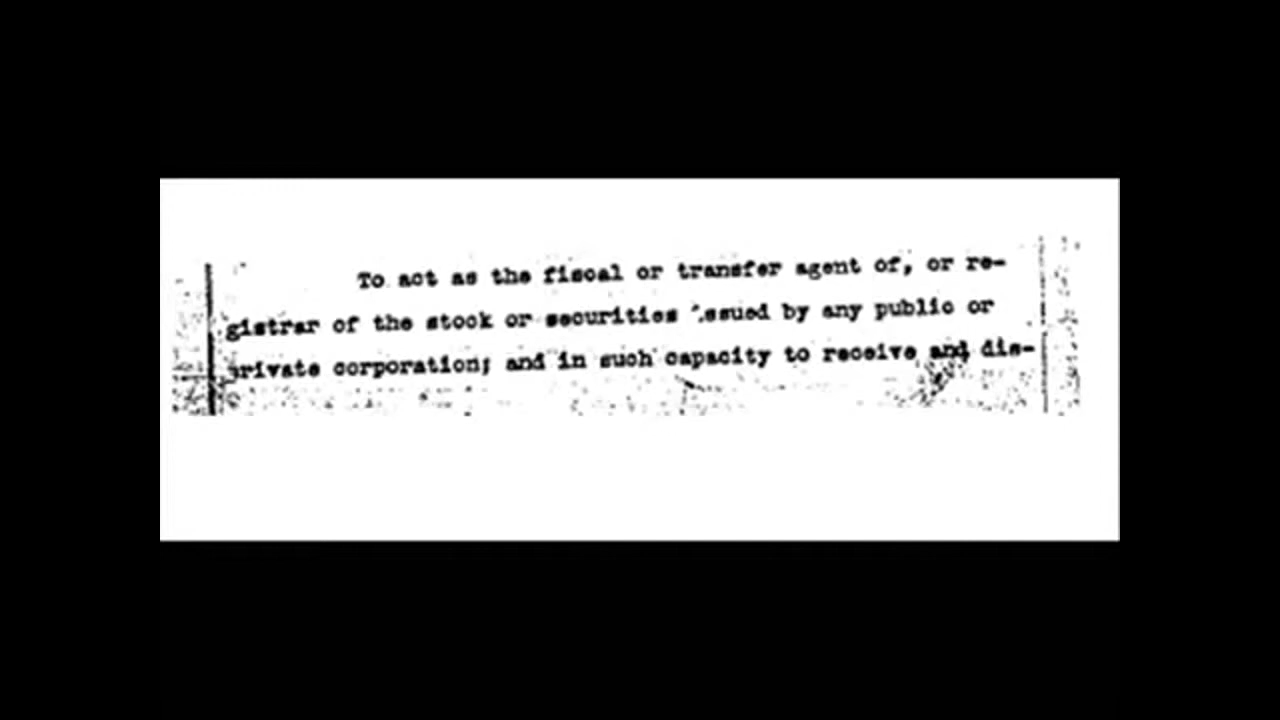 To act as the fiscal or transfer agent of, or re-
gistrar of the stock or securities issued by any public or
private corporation; and in such capacity to receive and dis-